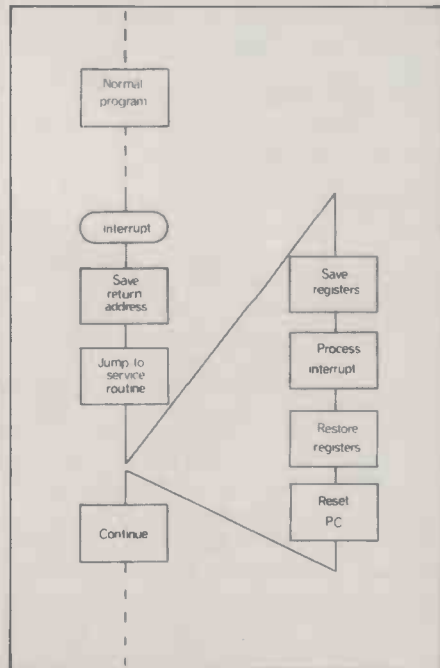 Normal
program
interrupt
Save
return
address
Jump to
service
routine
Continue
Save
registers
Process
interrupt
Restore
registers
Reset
PC